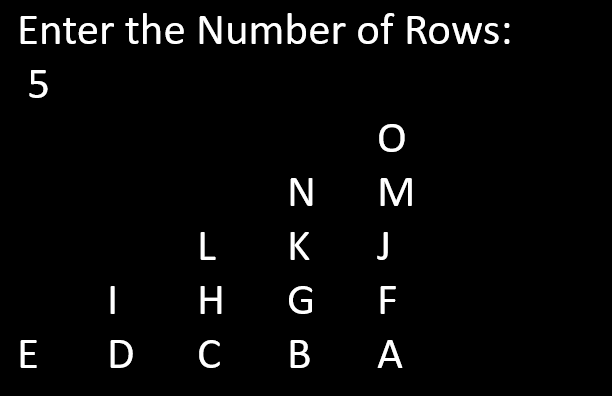 Enter the Number of Rows:
5
O
N M
L K J
I H G F
E D C B A